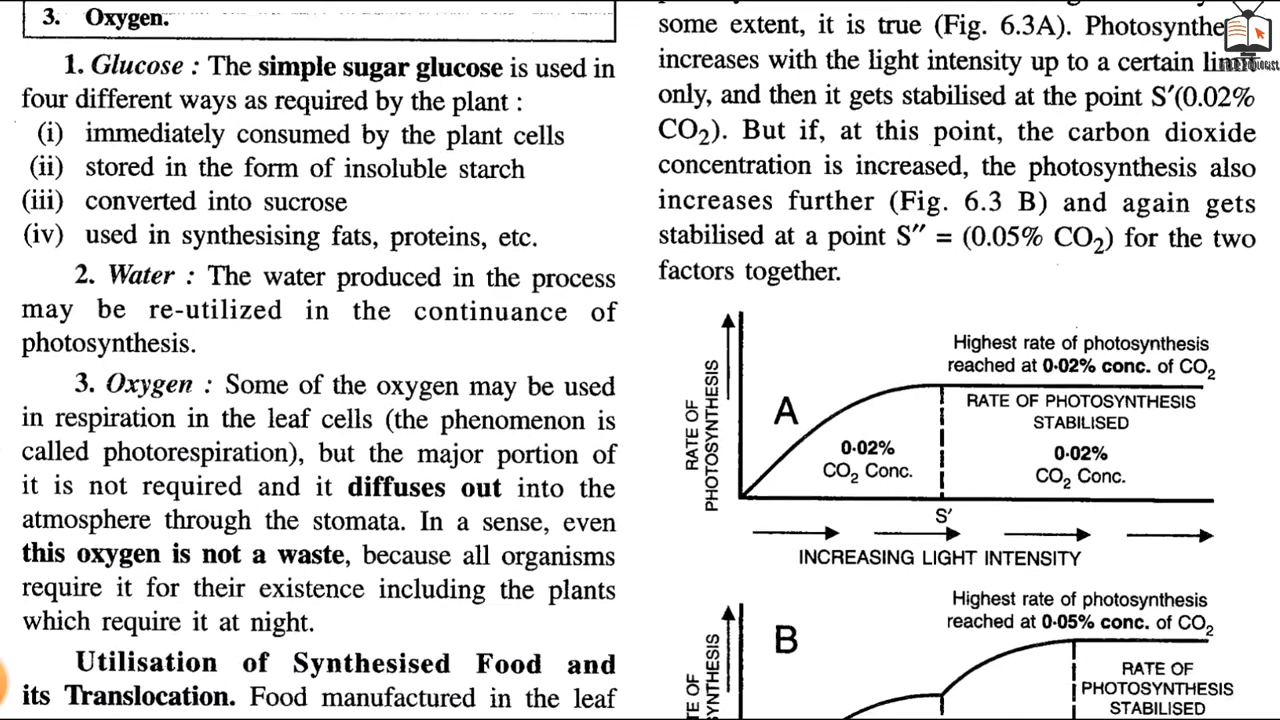 3. Oxygen.
1. Glucose : The simple sugar glucose is used in
four different ways as required by the plant :
(i) immediately consumed by the plant cells
(ii) stored in the form of insoluble starch
(iii) converted into sucrose
(iv) used in synthesising fats, proteins, etc.
2. Water : The water produced in the process
may be re-utilized in the continuance of
photosynthesis.
3. Oxygen : Some of the oxygen may be used
in respiration in the leaf cells (the phenomenon is
called photorespiration), but the major portion of
it is not required and it diffuses out into the
atmosphere through the stomata. In a sense, even
this oxygen is not a waste, because all organisms
require it for their existence including the plants
which require it at night.
Utilisation of Synthesised Food and
its Translocation. Food manufactured in the leaf
some extent, it is true (Fig. 6.3A). Photosynthe
increases with the light intensity up to a certain limit
only, and then it gets stabilised at the point S′(0.02%
CO₂). But if, at this point, the carbon dioxide
concentration is increased, the photosynthesis also
increases further (Fig. 6.3 B) and again gets
stabilised at a point S″ = (0.05% CO₂) for the two
factors together.
Highest rate of photosynthesis
reached at 0·02% conc. of CO₂
RATE OF
PHOTOSYNTHESIS
A
RATE OF PHOTOSYNTHESIS
STABILISED
0·02%
CO₂ Conc.
0·02%
CO₂ Conc.
S′
INCREASING LIGHT INTENSITY
Highest rate of photosynthesis
reached at 0·05% conc. of CO₂
B
RATE OF
PHOTOSYNTHESIS
STABILISED